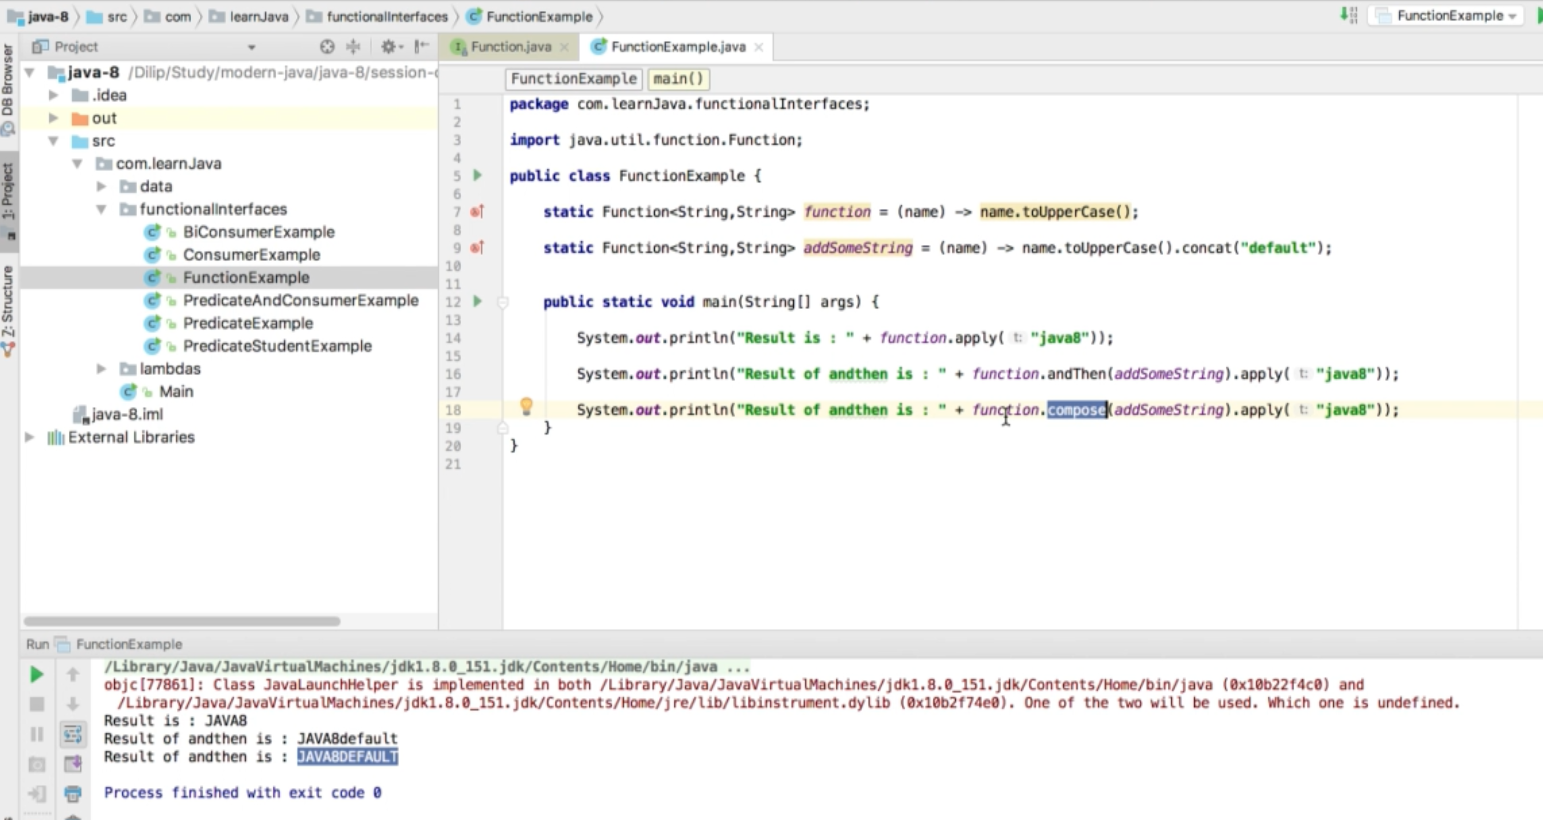 java-8 src com learnJava functionalInterfaces FunctionExample
FunctionExample
Project
Function.java FunctionExample.java
DB Browser
1: Project
Z: Structure
java-8 /Dilip/Study/modern-java/java-8/session-
.idea
out
src
com.learnJava
data
functionalInterfaces
BiConsumerExample
ConsumerExample
FunctionExample
PredicateAndConsumerExample
PredicateExample
PredicateStudentExample
lambdas
Main
java-8.iml
External Libraries
FunctionExample main()
1 package com.learnJava.functionalInterfaces;
2
3 import java.util.function.Function;
4
5 public class FunctionExample {
6
7 static Function<String,String> function = (name) -> name.toUpperCase();
8
9 static Function<String,String> addSomeString = (name) -> name.toUpperCase().concat("default");
10
11
12 public static void main(String[] args) {
13
14 System.out.println("Result is : " + function.apply( t: "java8"));
15
16 System.out.println("Result of andthen is : " + function.andThen(addSomeString).apply( t: "java8"));
17
18 System.out.println("Result of andthen is : " + function.compose(addSomeString).apply( t: "java8"));
19 }
20 }
21
Run FunctionExample
/Library/Java/JavaVirtualMachines/jdk1.8.0_151.jdk/Contents/Home/bin/java ...
objc[77861]: Class JavaLaunchHelper is implemented in both /Library/Java/JavaVirtualMachines/jdk1.8.0_151.jdk/Contents/Home/bin/java (0x10b22f4c0) and
/Library/Java/JavaVirtualMachines/jdk1.8.0_151.jdk/Contents/Home/jre/lib/libinstrument.dylib (0x10b2f74e0). One of the two will be used. Which one is undefined.
Result is : JAVA8
Result of andthen is : JAVA8default
Result of andthen is : JAVA8DEFAULT
Process finished with exit code 0